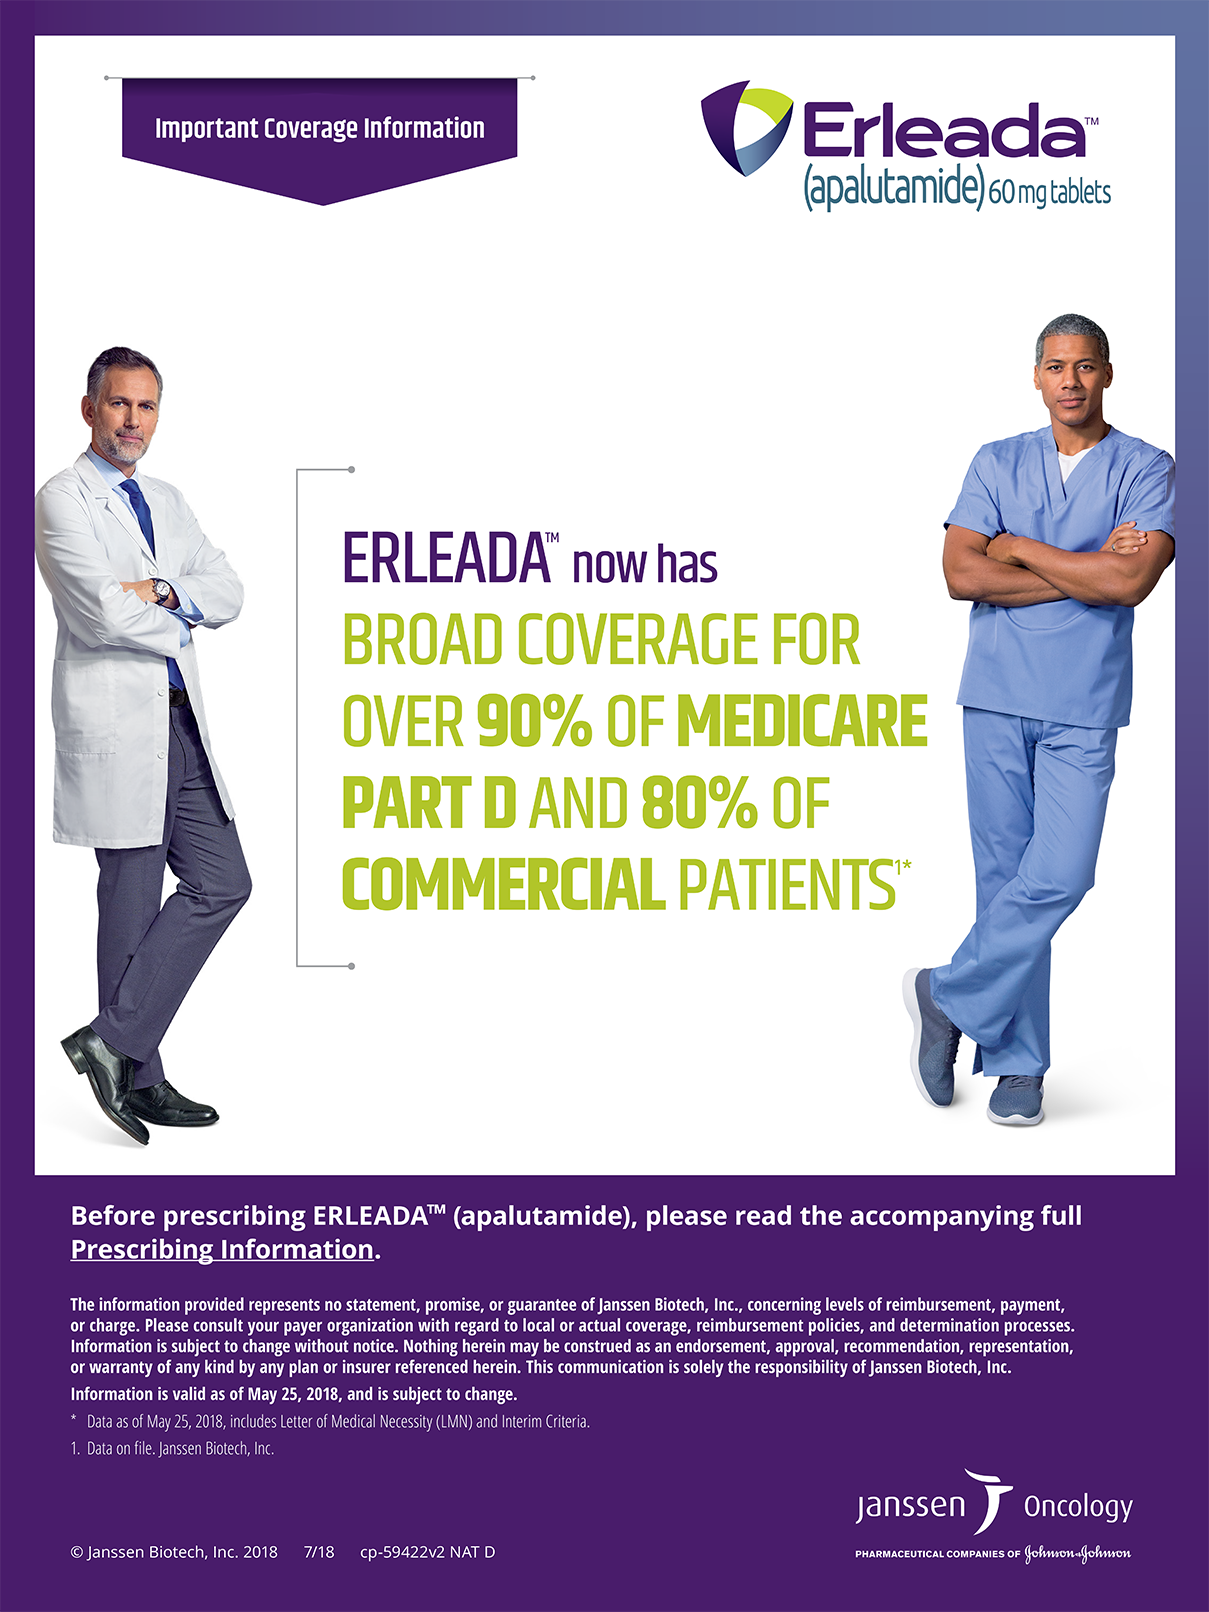 Important Coverage Information
Erleada™
(apalutamide) 60 mg tablets
ERLEADA™ now has
BROAD COVERAGE FOR
OVER 90% OF MEDICARE
PART D AND 80% OF
COMMERCIAL PATIENTS1*
Before prescribing ERLEADA™ (apalutamide), please read the accompanying full
Prescribing Information.
The information provided represents no statement, promise, or guarantee of Janssen Biotech, Inc., concerning levels of reimbursement, payment,
or charge. Please consult your payer organization with regard to local or actual coverage, reimbursement policies, and determination processes.
Information is subject to change without notice. Nothing herein may be construed as an endorsement, approval, recommendation, representation,
or warranty of any kind by any plan or insurer referenced herein. This communication is solely the responsibility of Janssen Biotech, Inc.
Information is valid as of May 25, 2018, and is subject to change.
* Data as of May 25, 2018, includes Letter of Medical Necessity (LMN) and Interim Criteria.
1. Data on file. Janssen Biotech, Inc.
janssen Oncology
PHARMACEUTICAL COMPANIES OF Johnson & Johnson
© Janssen Biotech, Inc. 2018 7/18 cp-59422v2 NAT D